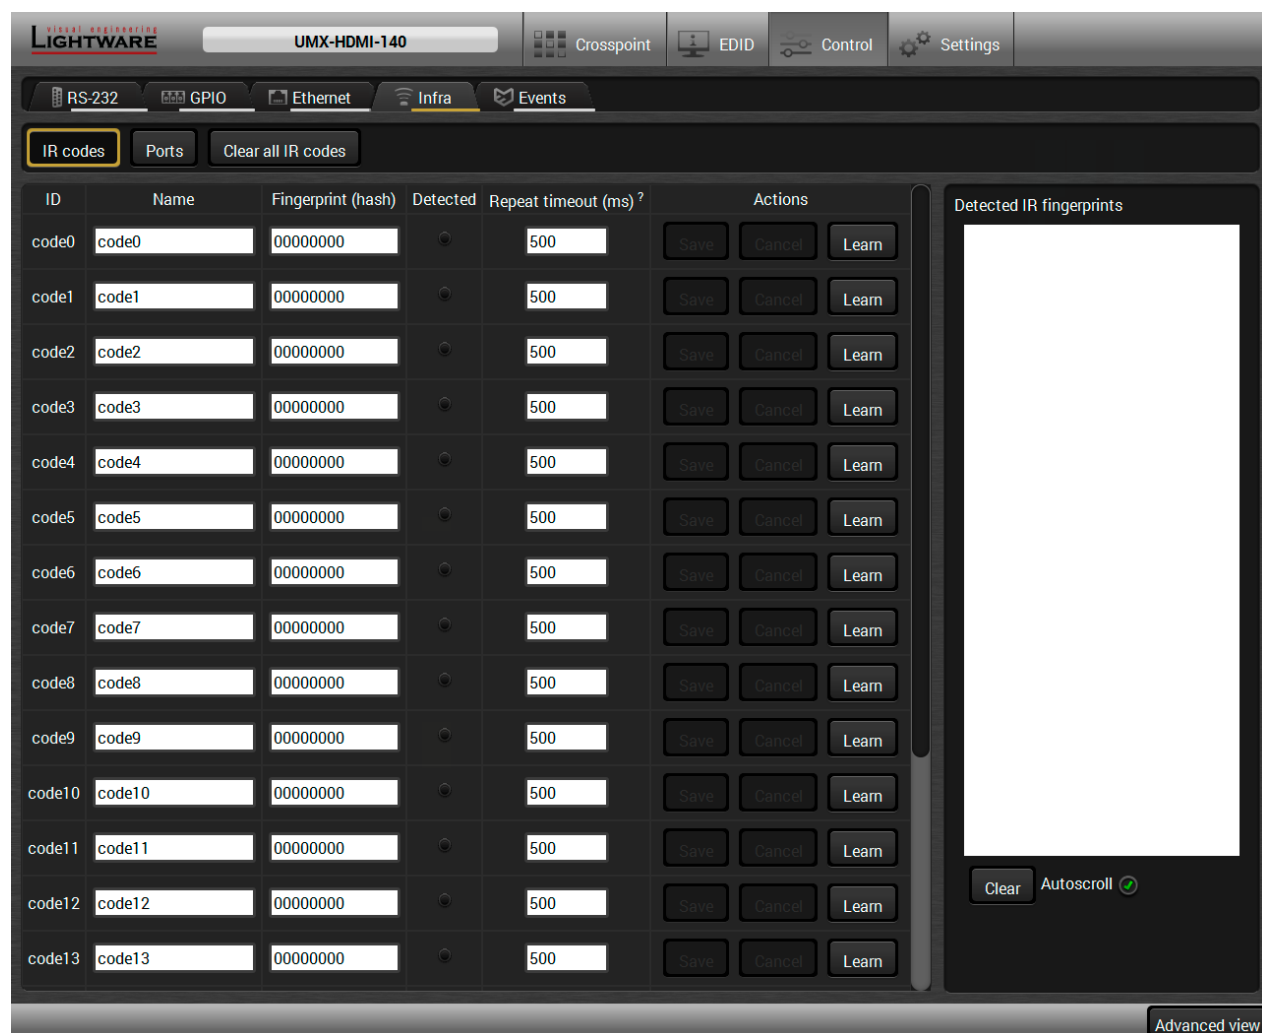 visual engineering
LIGHTWARE
UMX-HDMI-140
Crosspoint
EDID
Control
Settings
RS-232
GPIO
Ethernet
Infra
Events
IR codes
Ports
Clear all IR codes
ID Name Fingerprint (hash) Detected Repeat timeout (ms) ? Actions
code0 code0 00000000 500 Save Cancel Learn
code1 code1 00000000 500 Save Cancel Learn
code2 code2 00000000 500 Save Cancel Learn
code3 code3 00000000 500 Save Cancel Learn
code4 code4 00000000 500 Save Cancel Learn
code5 code5 00000000 500 Save Cancel Learn
code6 code6 00000000 500 Save Cancel Learn
code7 code7 00000000 500 Save Cancel Learn
code8 code8 00000000 500 Save Cancel Learn
code9 code9 00000000 500 Save Cancel Learn
code10 code10 00000000 500 Save Cancel Learn
code11 code11 00000000 500 Save Cancel Learn
code12 code12 00000000 500 Save Cancel Learn
code13 code13 00000000 500 Save Cancel Learn
Detected IR fingerprints
Clear
Autoscroll
Advanced view